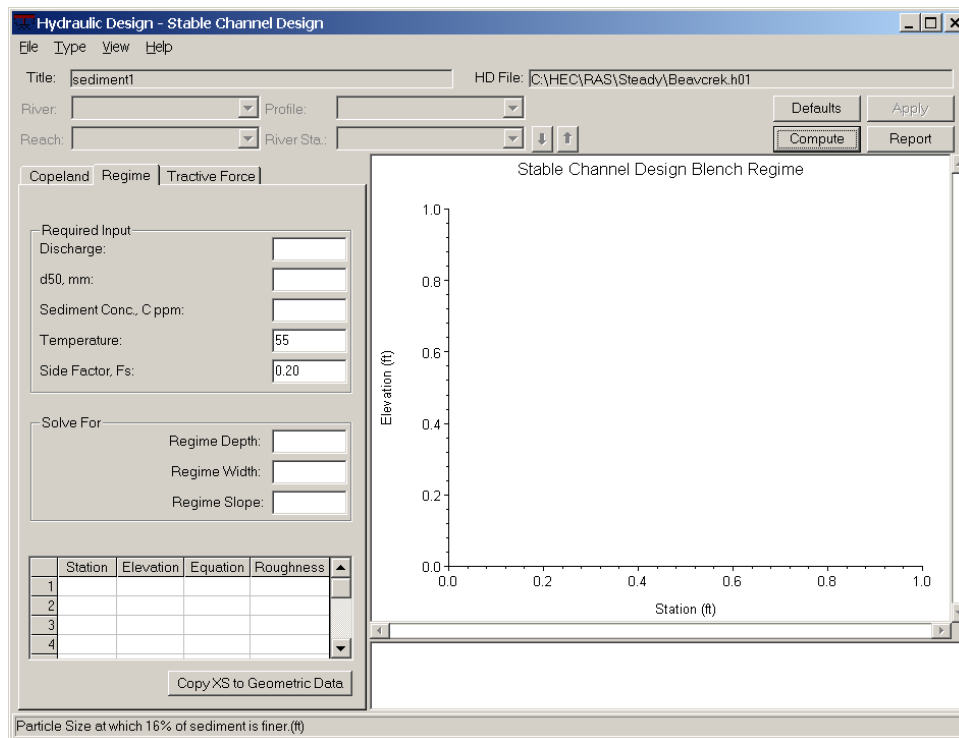 Hydraulic Design - Stable Channel Design
File Type View Help
Title: sediment1 HD File: C:\HEC\RAS\Steady\Beavcrek.h01
River: Profile: Defaults Apply
Reach: River Sta.: Compute Report
Copeland Regime Tractive Force
Required Input
Discharge:
d50, mm:
Sediment Conc., C ppm:
Temperature: 55
Side Factor, Fs: 0.20
Solve For
Regime Depth:
Regime Width:
Regime Slope:
Station Elevation Equation Roughness
1
2
3
4
Copy XS to Geometric Data
Stable Channel Design Blench Regime
1.0
0.8
0.6
0.4
0.2
0.0
Elevation (ft)
0.0 0.2 0.4 0.6 0.8 1.0
Station (ft)
Particle Size at which 16% of sediment is finer.(ft)